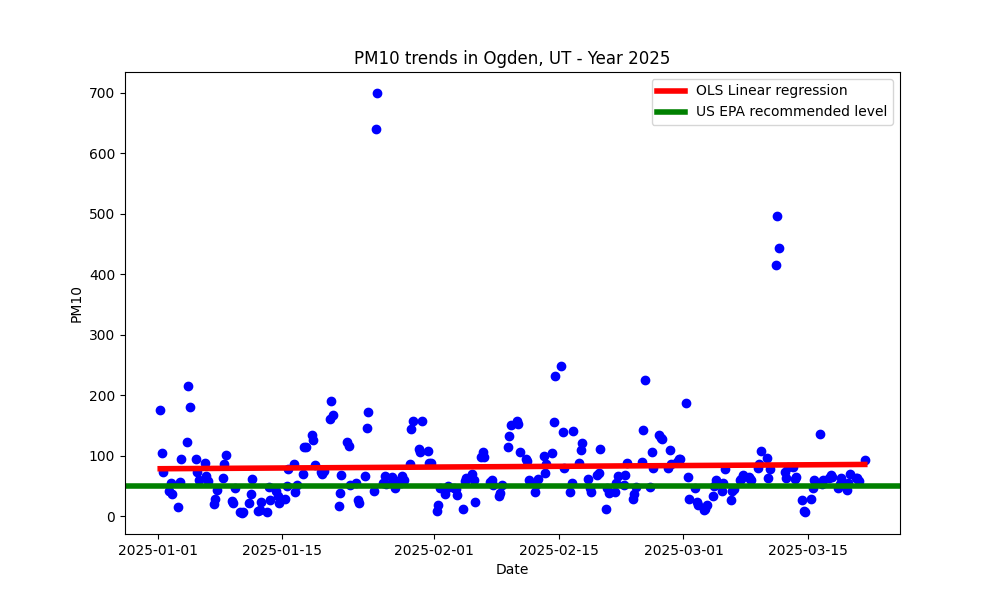 PM10 trends in Ogden, UT - Year 2025
OLS Linear regression
US EPA recommended level
700
600
500
400
300
200
100
0
PM10
2025-01-01 2025-01-15 2025-02-01 2025-02-15 2025-03-01 2025-03-15
Date